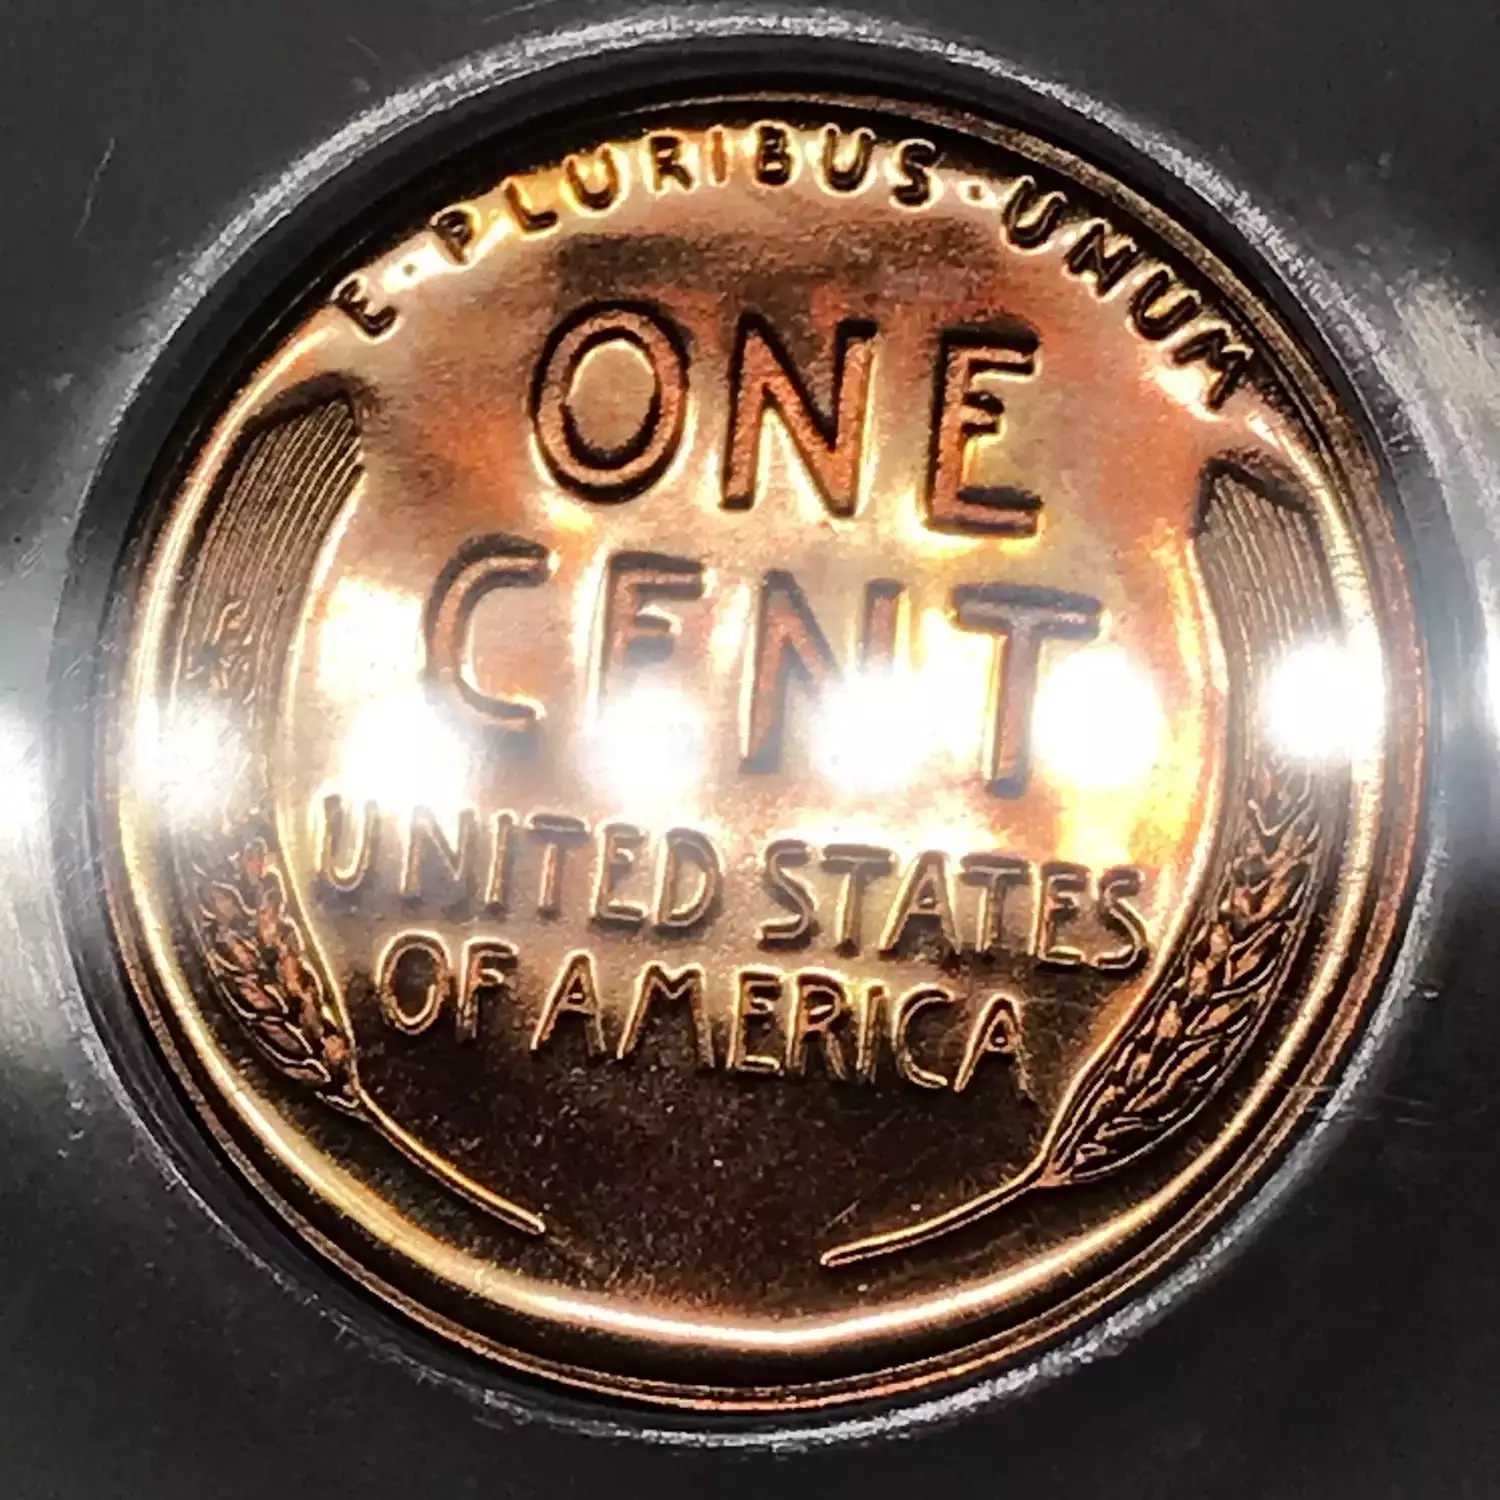 E·PLURIBUS·UNUM
ONE
CENT
UNITED STATES
OF AMERICA